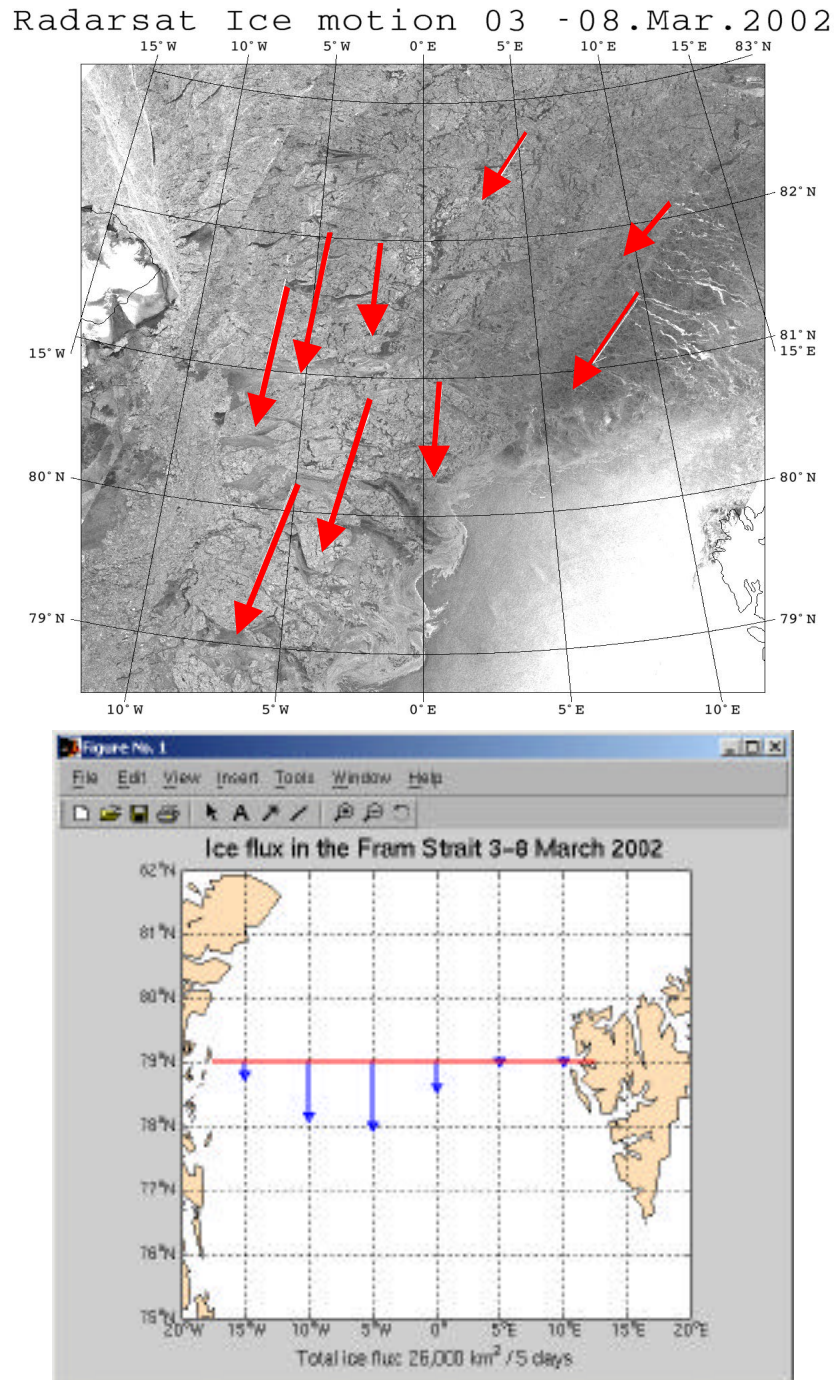 Radarsat Ice motion 03 -08.Mar.2002
15°W 10°W 5°W 0°E 5°E 10°E 15°E 83°N
82°N
81°N
15°W 15°E
80°N 80°N
79°N 79°N
10°W 5°W 0°E 5°E 10°E
Figure No. 1
File Edit View Insert Tools Window Help
A
Ice flux in the Fram Strait 3-8 March 2002
82°N
81°N
80°N
79°N
78°N
77°N
76°N
75°N
20°W 15°W 10°W 5°W 0° 5°E 10°E 15°E 20°E
Total ice flux: 26,000 km² / 5 days